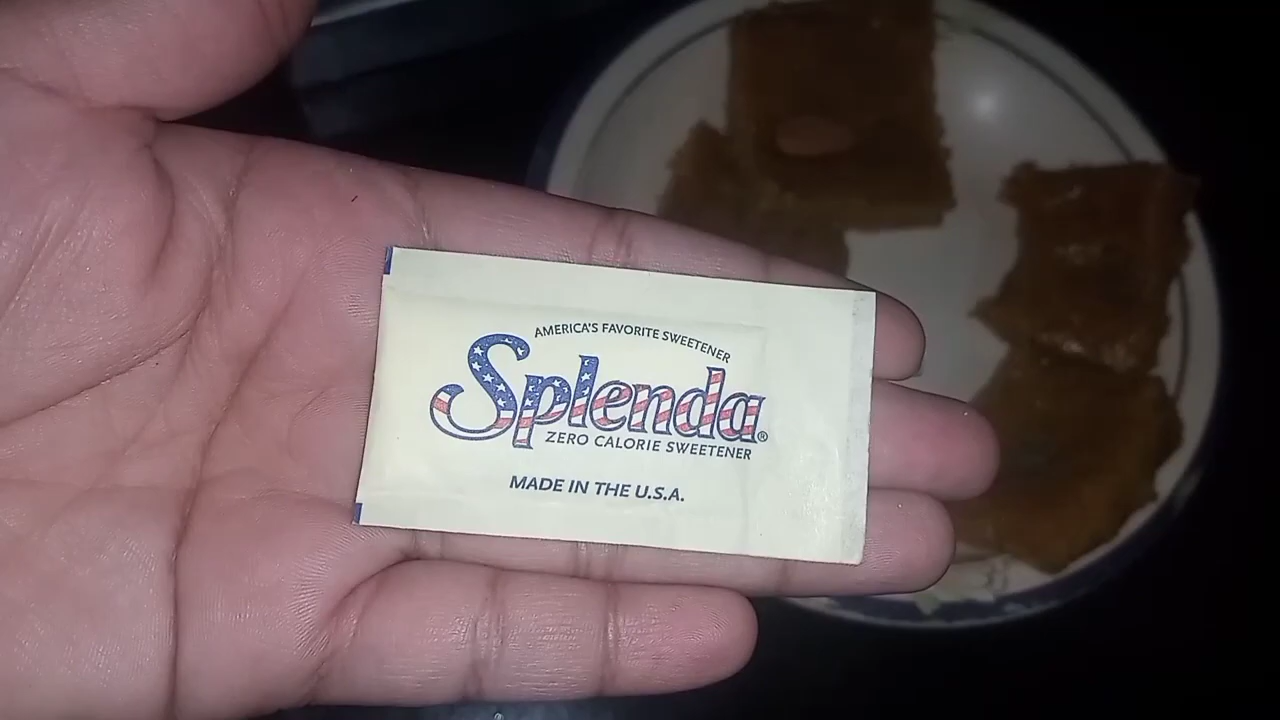 AMERICA'S FAVORITE SWEETENER
Splenda®
ZERO CALORIE SWEETENER
MADE IN THE U.S.A.